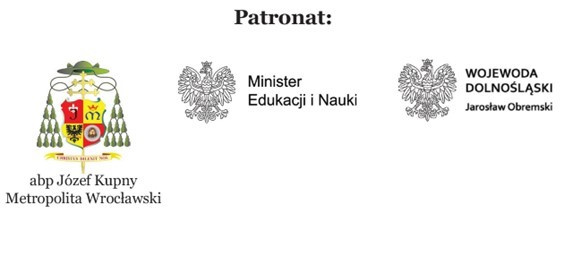 Patronat:
abp Józef Kupny
Metropolita Wrocławski
Minister
Edukacji i Nauki
WOJEWODA
DOLNOŚLĄSKI
Jarosław Obremski